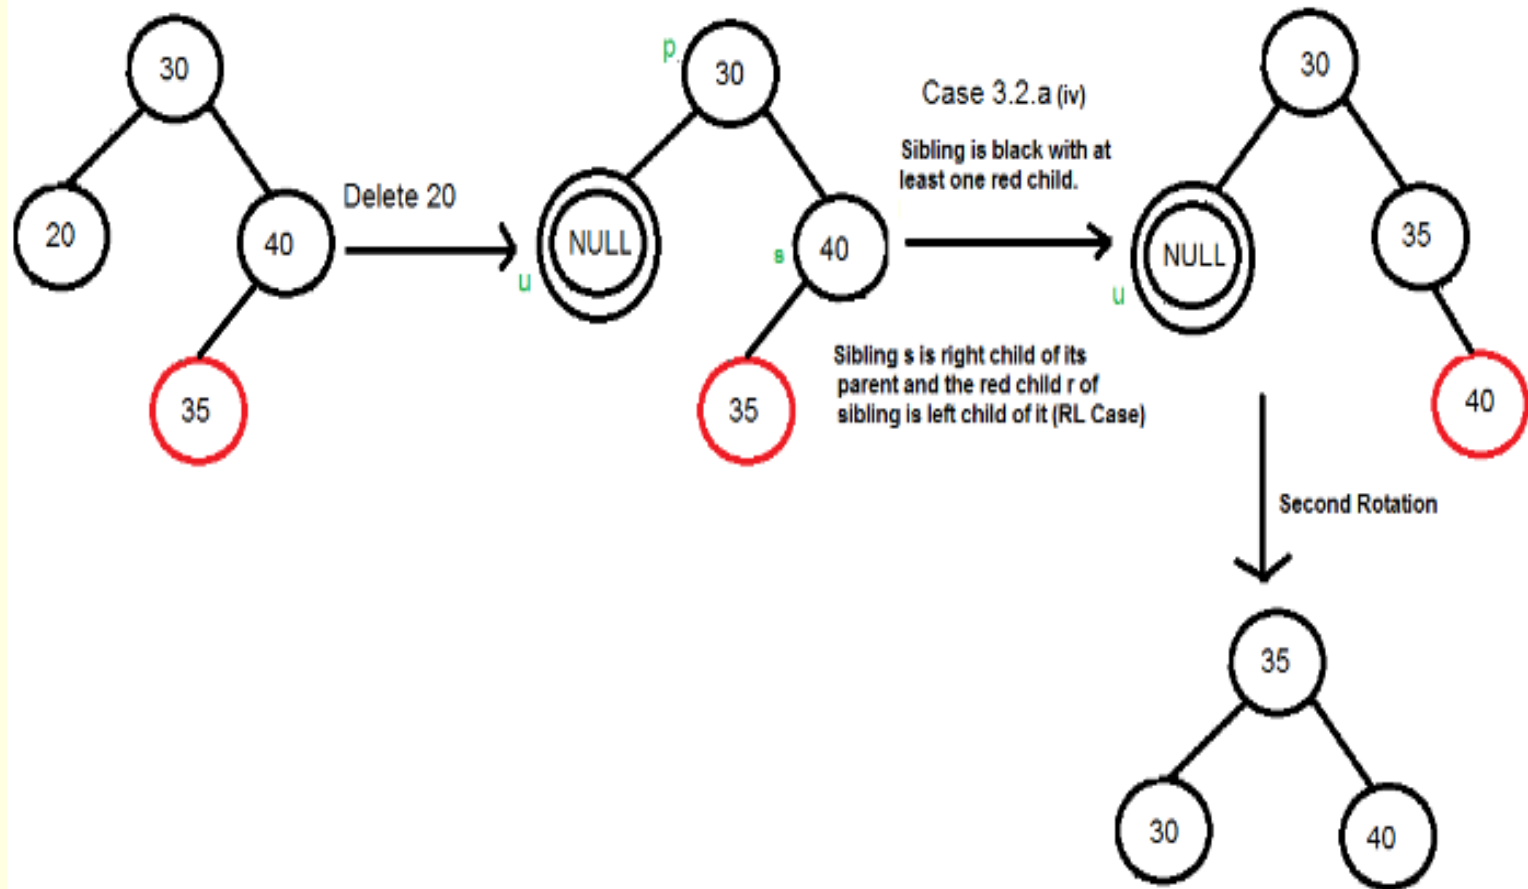 30
20
40
35
Delete 20
p
30
NULL
u
s
40
35
Case 3.2.a (iv)
Sibling is black with at
least one red child.
Sibling s is right child of its
parent and the red child r of
sibling is left child of it (RL Case)
30
NULL
u
35
40
Second Rotation
35
30
40